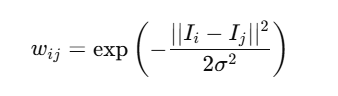 w_{ij} = \exp\left(-\frac{||I_i - I_j||^2}{2\sigma^2}\right)